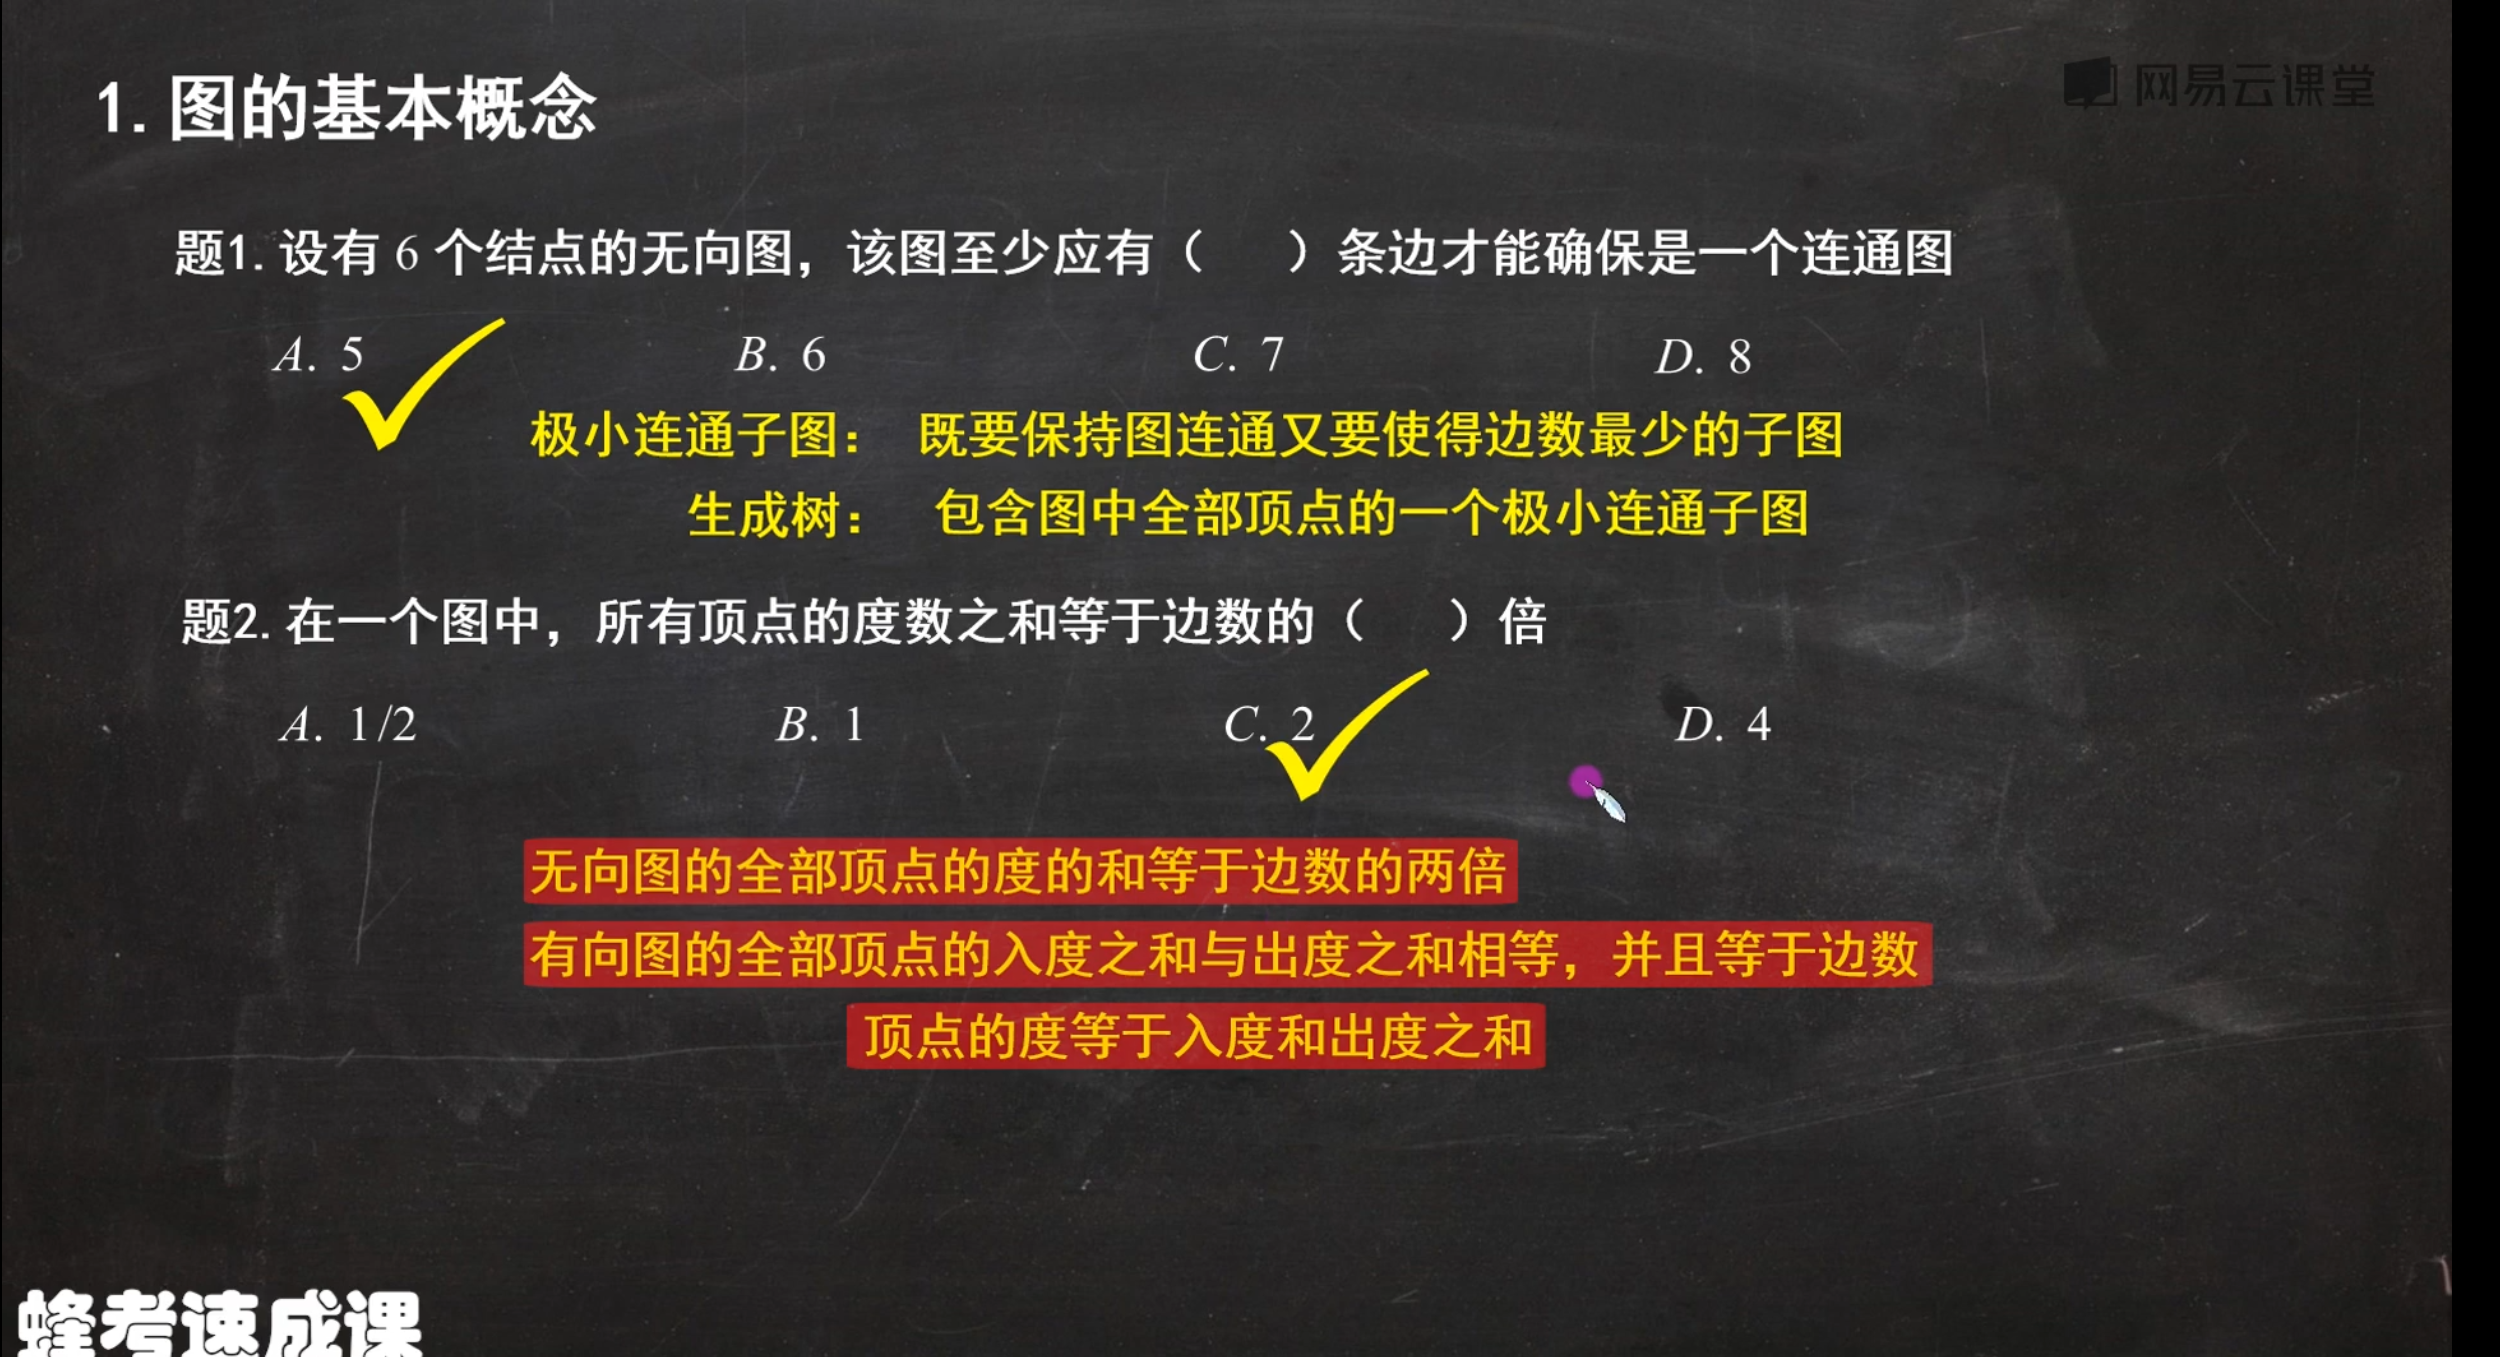 网易云课堂
1. 图的基本概念
题1. 设有 6 个结点的无向图，该图至少应有（ ）条边才能确保是一个连通图
A. 5 B. 6 C. 7 D. 8
极小连通子图： 既要保持图连通又要使得边数最少的子图
生成树： 包含图中全部顶点的一个极小连通子图
题2. 在一个图中，所有顶点的度数之和等于边数的（ ）倍
A. 1/2 B. 1 C. 2 D. 4
无向图的全部顶点的度的和等于边数的两倍
有向图的全部顶点的入度之和与出度之和相等，并且等于边数
顶点的度等于入度和出度之和
蜂考速成课